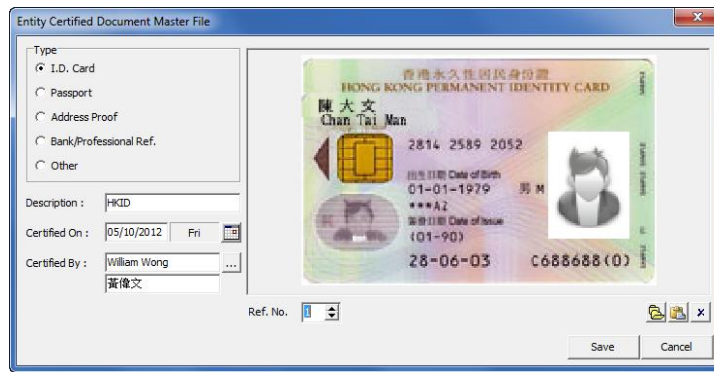 Entity Certified Document Master File
Type
I.D. Card
Passport
Address Proof
Bank/Professional Ref.
Other
Description :
HKID
Certified On :
05/10/2012
Fri
Certified By :
William Wong
...
黃偉文
香港永久性居民身份證
HONG KONG PERMANENT IDENTITY CARD
陳大文
Chan Tai Man
2814 2589 2052
出生日期 Date of Birth
01-01-1979
男 M
***AZ
簽發日期 Date of Issue
(01-90)
28-06-03
C688688(0)
SAMPLE
SAMPLE
SAMPLE
SAMPLE
Ref. No.
1
Save
Cancel